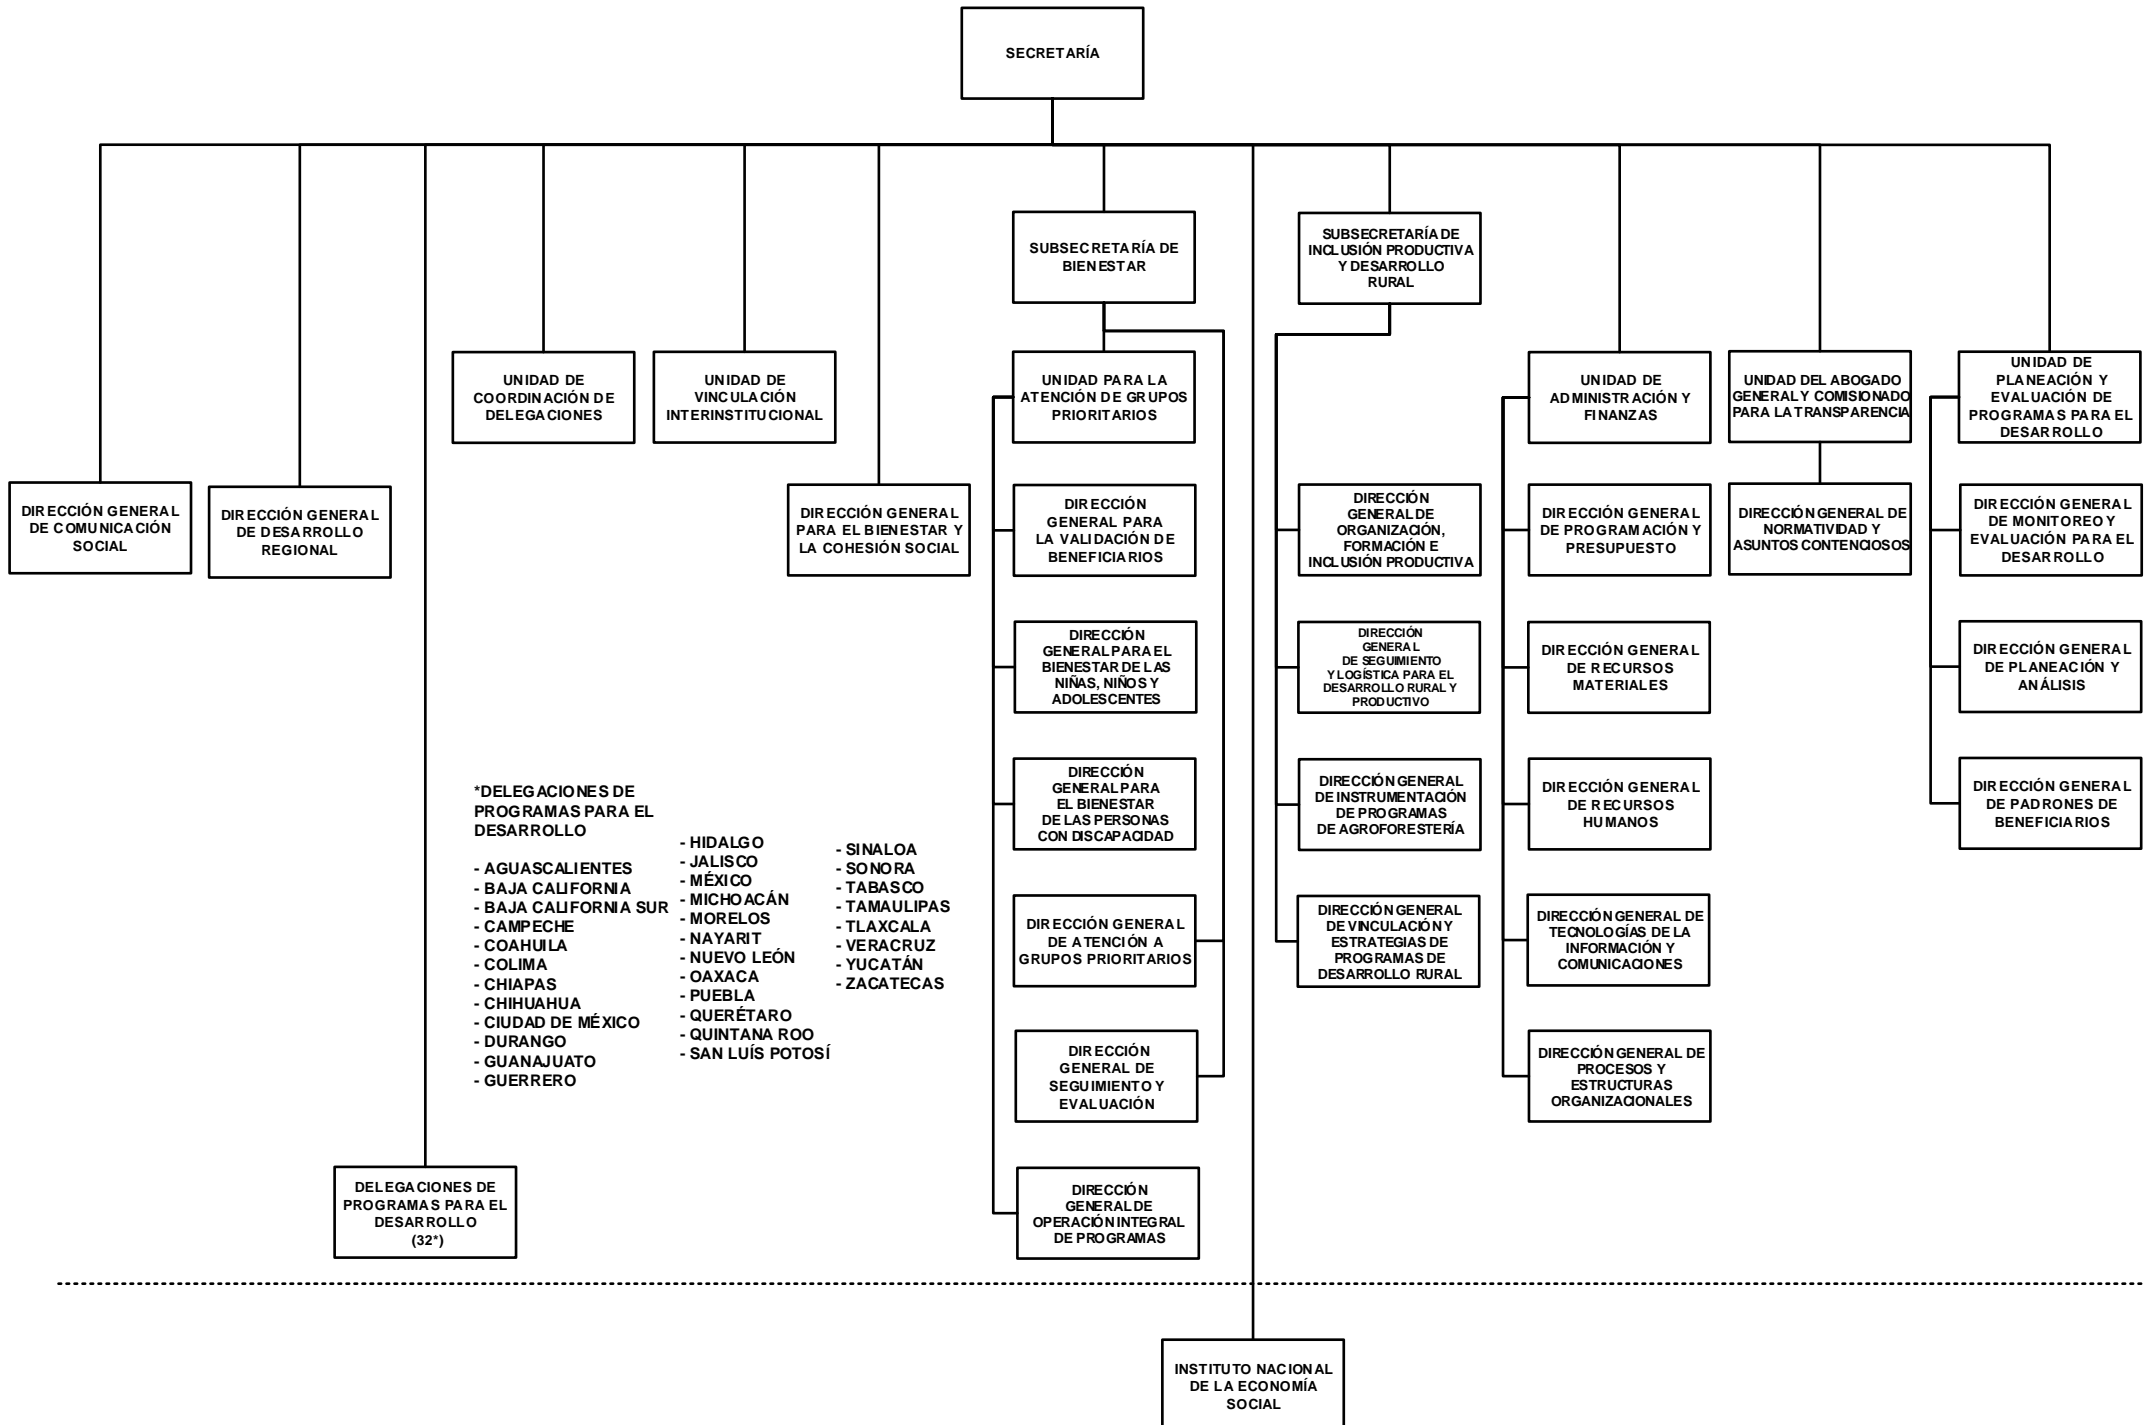 SECRETARÍA
SUBSECRETARÍA DE
BIENESTAR
SUBSECRETARÍA DE
INCLUSIÓN PRODUCTIVA
Y DESARROLLO
RURAL
UNIDAD DE
COORDINACIÓN DE
DELEGACIONES
UNIDAD DE
VINCULACIÓN
INTERINSTITUCIONAL
UNIDAD PARA LA
ATENCIÓN DE GRUPOS
PRIORITARIOS
UNIDAD DE
ADMINISTRACIÓN Y
FINANZAS
UNIDAD DEL ABOGADO
GENERAL Y COMISIONADO
PARA LA TRANSPARENCIA
UNIDAD DE
PLANEACIÓN Y
EVALUACIÓN DE
PROGRAMAS PARA EL
DESARROLLO
DIRECCIÓN GENERAL
DE COMUNICACIÓN
SOCIAL
DIRECCIÓN GENERAL
DE DESARROLLO
REGIONAL
DIRECCIÓN GENERAL
PARA EL BIENESTAR Y
LA COHESIÓN SOCIAL
DIRECCIÓN
GENERAL PARA
LA VALIDACIÓN DE
BENEFICIARIOS
DIRECCIÓN
GENERAL DE
ORGANIZACIÓN,
FORMACIÓN E
INCLUSIÓN PRODUCTIVA
DIRECCIÓN GENERAL
DE PROGRAMACIÓN Y
PRESUPUESTO
DIRECCIÓN GENERAL DE
NORMATIVIDAD Y
ASUNTOS CONTENCIOSOS
DIRECCIÓN GENERAL
DE MONITOREO Y
EVALUACIÓN PARA EL
DESARROLLO
DIRECCIÓN
GENERAL PARA EL
BIENESTAR DE LAS
NIÑAS, NIÑOS Y
ADOLESCENTES
DIRECCIÓN
GENERAL
DE SEGUIMIENTO
Y LOGÍSTICA PARA EL
DESARROLLO RURAL Y
PRODUCTIVO
DIRECCIÓN GENERAL
DE RECURSOS
MATERIALES
DIRECCIÓN GENERAL
DE PLANEACIÓN Y
ANÁLISIS
DIRECCIÓN
GENERAL PARA
EL BIENESTAR
DE LAS PERSONAS
CON DISCAPACIDAD
DIRECCIÓN GENERAL
DE INSTRUMENTACIÓN
DE PROGRAMAS
DE AGROFORESTERÍA
DIRECCIÓN GENERAL
DE RECURSOS
HUMANOS
DIRECCIÓN GENERAL
DE PADRONES DE
BENEFICIARIOS
*DELEGACIONES DE
PROGRAMAS PARA EL
DESARROLLO
- AGUASCALIENTES
- BAJA CALIFORNIA
- BAJA CALIFORNIA SUR
- CAMPECHE
- COAHUILA
- COLIMA
- CHIAPAS
- CHIHUAHUA
- CIUDAD DE MÉXICO
- DURANGO
- GUANAJUATO
- GUERRERO
- HIDALGO
- JALISCO
- MÉXICO
- MICHOACÁN
- MORELOS
- NAYARIT
- NUEVO LEÓN
- OAXACA
- PUEBLA
- QUERÉTARO
- QUINTANA ROO
- SAN LUÍS POTOSÍ
- SINALOA
- SONORA
- TABASCO
- TAMAULIPAS
- TLAXCALA
- VERACRUZ
- YUCATÁN
- ZACATECAS
DIRECCIÓN GENERAL
DE ATENCIÓN A
GRUPOS PRIORITARIOS
DIRECCIÓN GENERAL
DE VINCULACIÓN Y
ESTRATEGIAS DE
PROGRAMAS DE
DESARROLLO RURAL
DIRECCIÓN GENERAL DE
TECNOLOGÍAS DE LA
INFORMACIÓN Y
COMUNICACIONES
DIRECCIÓN
GENERAL DE
SEGUIMIENTO Y
EVALUACIÓN
DIRECCIÓN GENERAL DE
PROCESOS Y
ESTRUCTURAS
ORGANIZACIONALES
DELEGACIONES DE
PROGRAMAS PARA EL
DESARROLLO
(32*)
DIRECCIÓN
GENERAL DE
OPERACIÓN INTEGRAL
DE PROGRAMAS
INSTITUTO NACIONAL
DE LA ECONOMÍA
SOCIAL